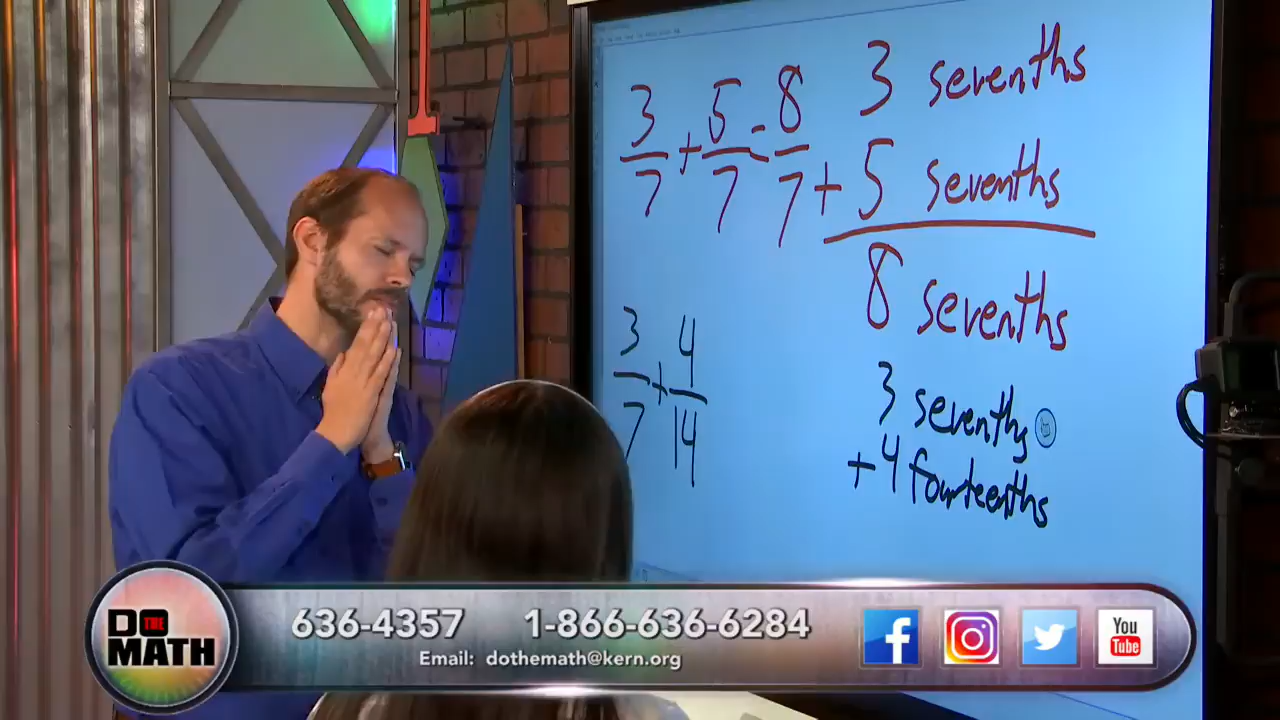 3/7 + 5/7 = 8/7
3 sevenths
+ 5 sevenths
8 sevenths
3/7 + 4/14
3 sevenths
+ 4 fourteenths
DO THE MATH
636-4357 1-866-636-6284
Email: dothemath@kern.org
f
You Tube